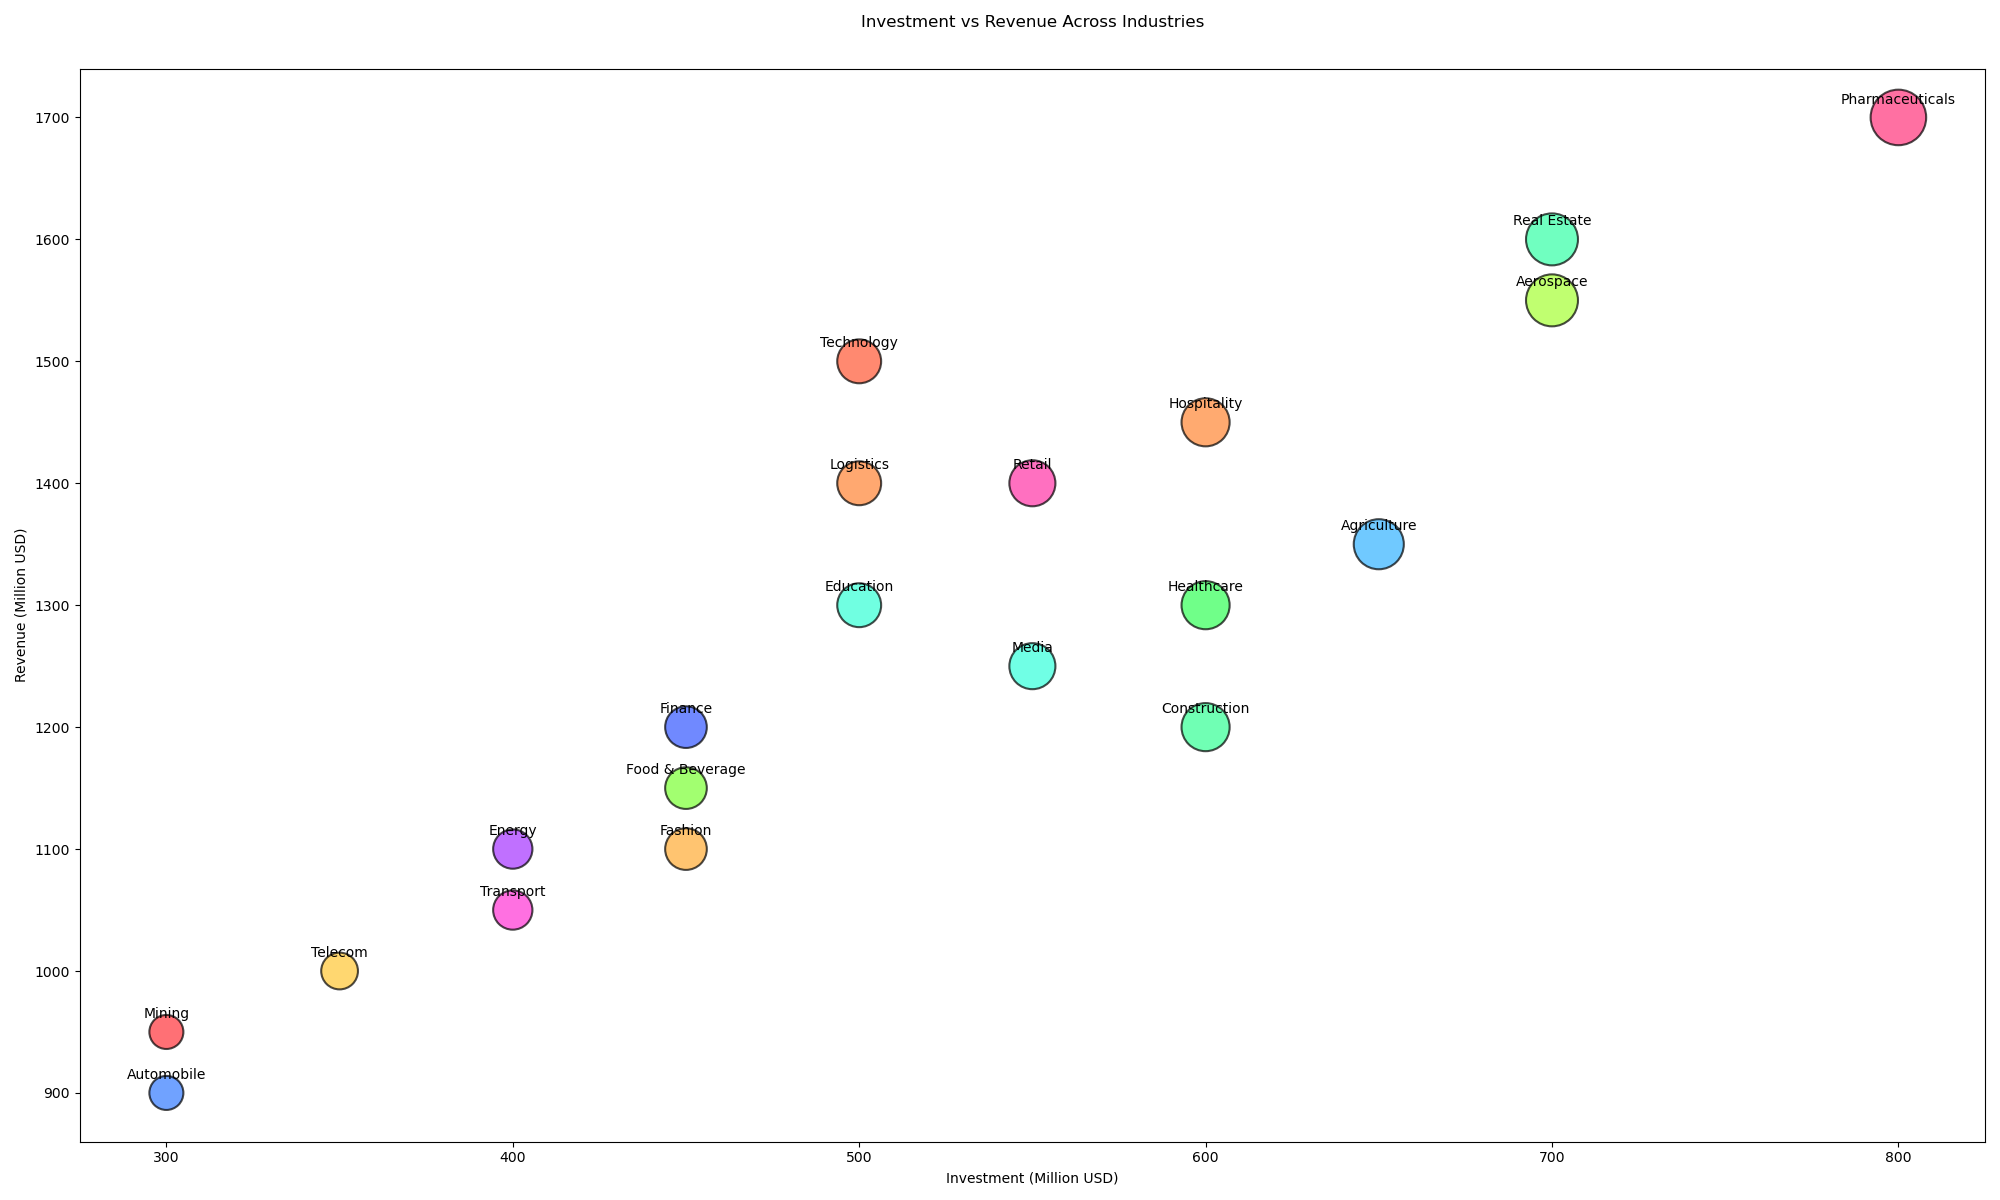 Investment vs Revenue Across Industries
Pharmaceuticals
1700
Real Estate
1600
Aerospace
Technology
1500
Hospitality
Logistics
Retail
1400
Agriculture
Education
Healthcare
1300
Media
Finance
Construction
1200
Food & Beverage
Energy
Fashion
1100
Transport
Telecom
1000
Mining
Automobile
900
Revenue (Million USD)
300 400 500 600 700 800
Investment (Million USD)